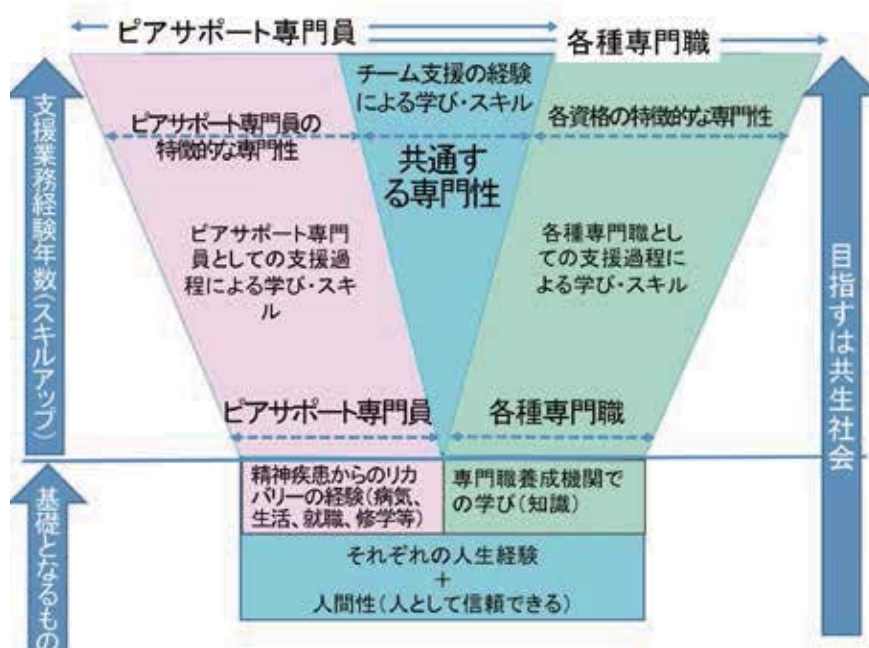 ピアサポート専門員
各種専門職
チーム支援の経験
による学び・スキル
ピアサポート専門員の
特徴的な専門性
各資格の特徴的な専門性
共通す
る専門性
ピアサポート専門
員としての支援過
程による学び・スキ
ル
各種専門職とし
ての支援過程に
よる学び・スキル
ピアサポート専門員
各種専門職
精神疾患からのリカ
バリーの経験(病気、
生活、就職、修学等)
専門職養成機関で
の学び(知識)
それぞれの人生経験
+
人間性(人として信頼できる)
支援業務経験年数(スキルアップ)
基礎となるもの
目指すは共生社会